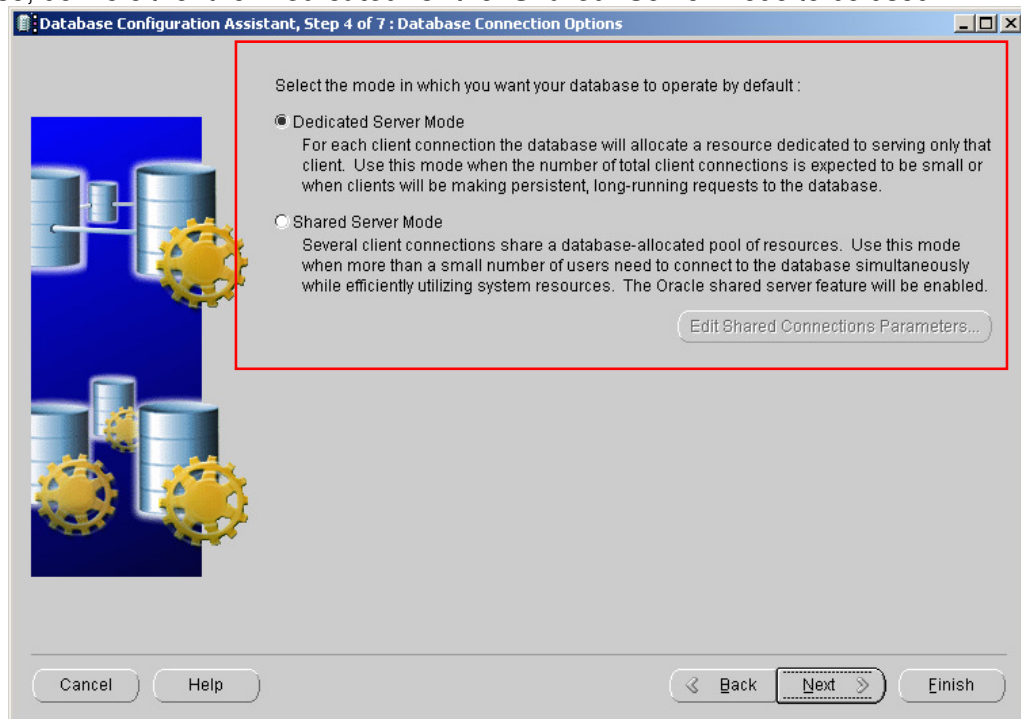 Database Configuration Assistant, Step 4 of 7 : Database Connection Options
Select the mode in which you want your database to operate by default :
Dedicated Server Mode
For each client connection the database will allocate a resource dedicated to serving only that
client. Use this mode when the number of total client connections is expected to be small or
when clients will be making persistent, long-running requests to the database.
Shared Server Mode
Several client connections share a database-allocated pool of resources. Use this mode
when more than a small number of users need to connect to the database simultaneously
while efficiently utilizing system resources. The Oracle shared server feature will be enabled.
Edit Shared Connections Parameters...
Cancel Help Back Next Finish